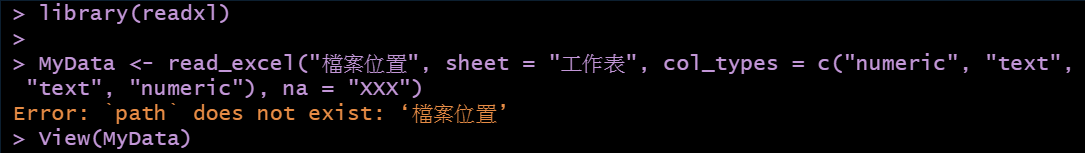 > library(readxl)
>
> MyData <- read_excel("檔案位置", sheet = "工作表", col_types = c("numeric", "text",
 "text", "numeric"), na = "XXX")
Error: `path` does not exist: ‘檔案位置’
> View(MyData)